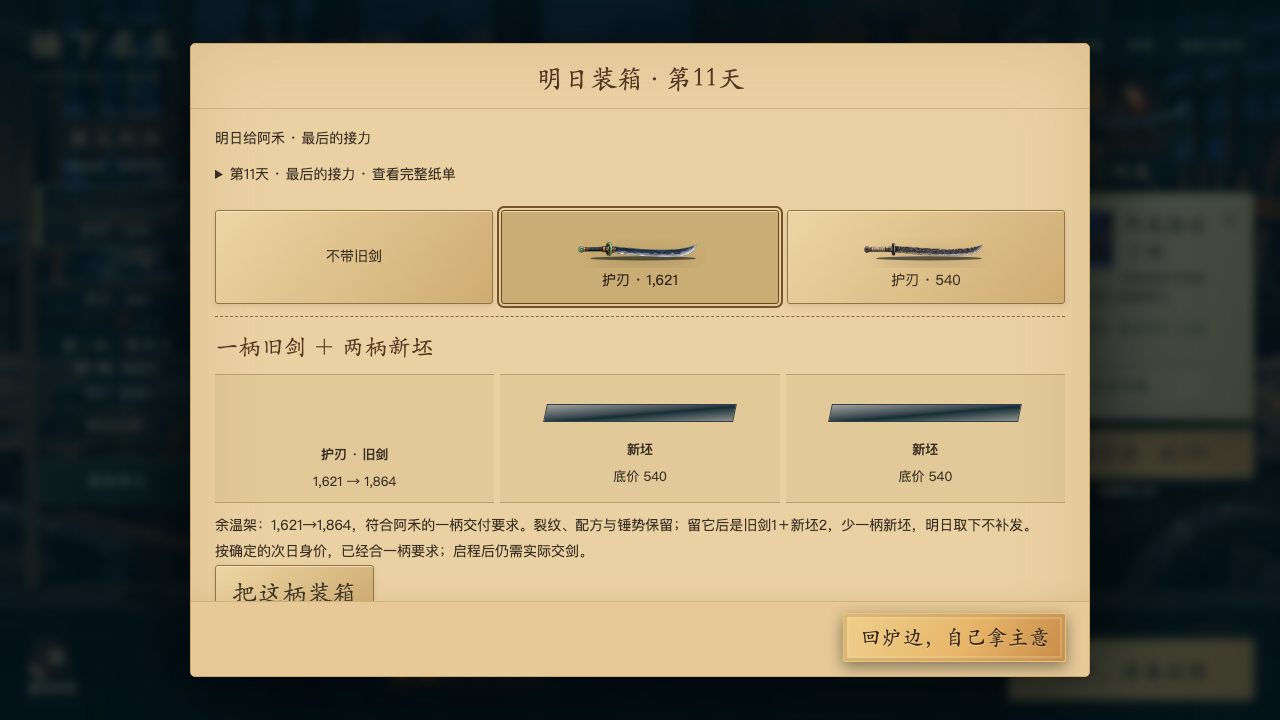 明日装箱 · 第11天
明日给阿禾 · 最后的接力
▶ 第11天 · 最后的接力 · 查看完整纸单
不带旧剑
护刃 · 1,621
护刃 · 540
一柄旧剑 ＋ 两柄新坯
护刃 · 旧剑
1,621 → 1,864
新坯
底价 540
新坯
底价 540
余温架：1,621→1,864，符合阿禾的一柄交付要求。裂纹、配方与锤势保留；留它后是旧剑1＋新坯2，少一柄新坯，明日取下不补发。
按确定的次日身价，已经合一柄要求；启程后仍需实际交剑。
把这柄装箱
回炉边，自己拿主意